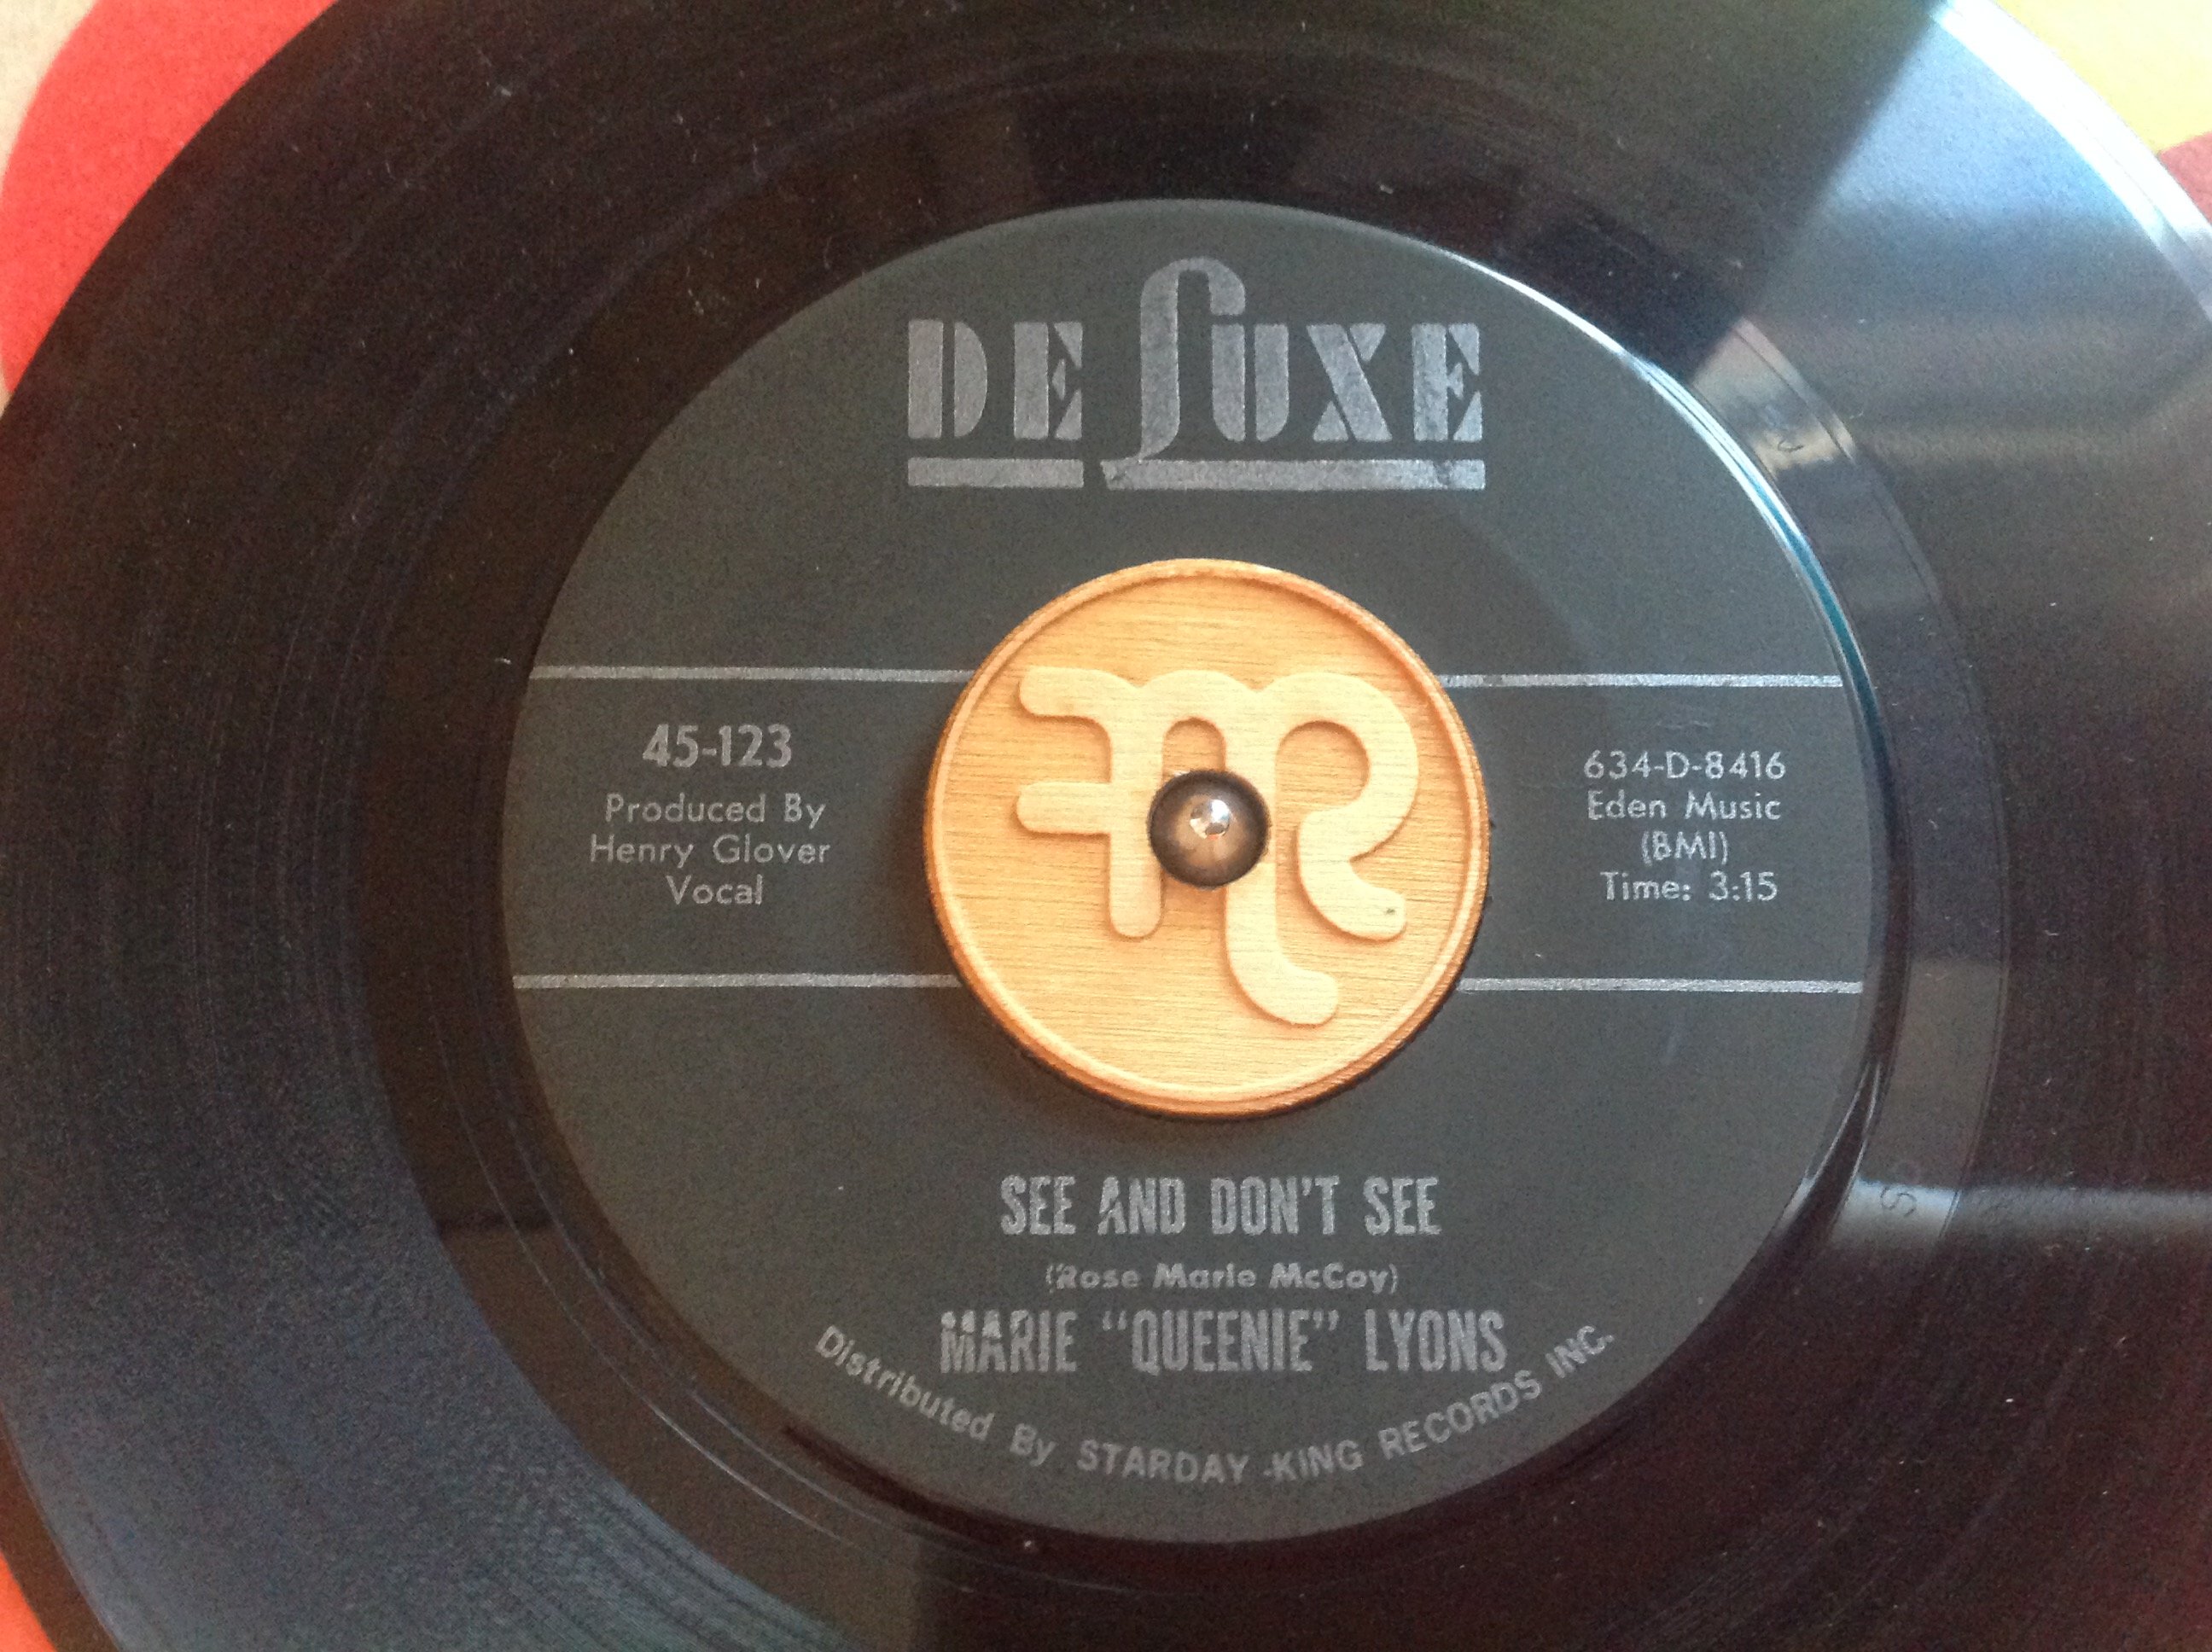 DE LUXE
45-123
Produced By
Henry Glover
Vocal
634-D-8416
Eden Music
(BMI)
Time: 3:15
SEE AND DON'T SEE
(Rose Marie McCoy)
MARIE "QUEENIE" LYONS
Distributed By STARDAY-KING RECORDS INC.